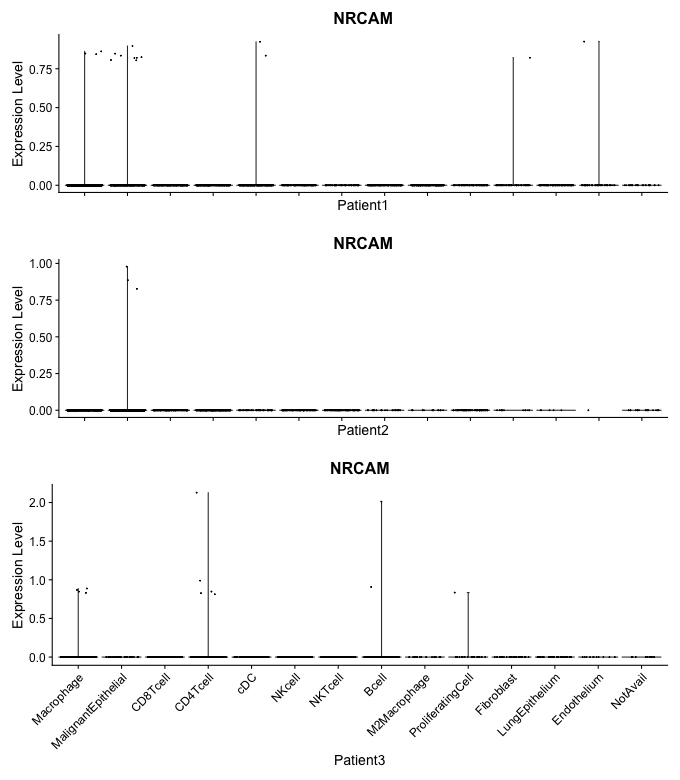 NRCAM
Expression Level
0.75
0.50
0.25
0.00
Patient1
NRCAM
Expression Level
1.00
0.75
0.50
0.25
0.00
Patient2
NRCAM
Expression Level
2.0
1.5
1.0
0.5
0.0
Macrophage
MalignantEpithelial
CD8Tcell
CD4Tcell
cDC
NKcell
NKTcell
Bcell
M2Macrophage
ProliferatingCell
Fibroblast
LungEpithelium
Endothelium
NotAvail
Patient3